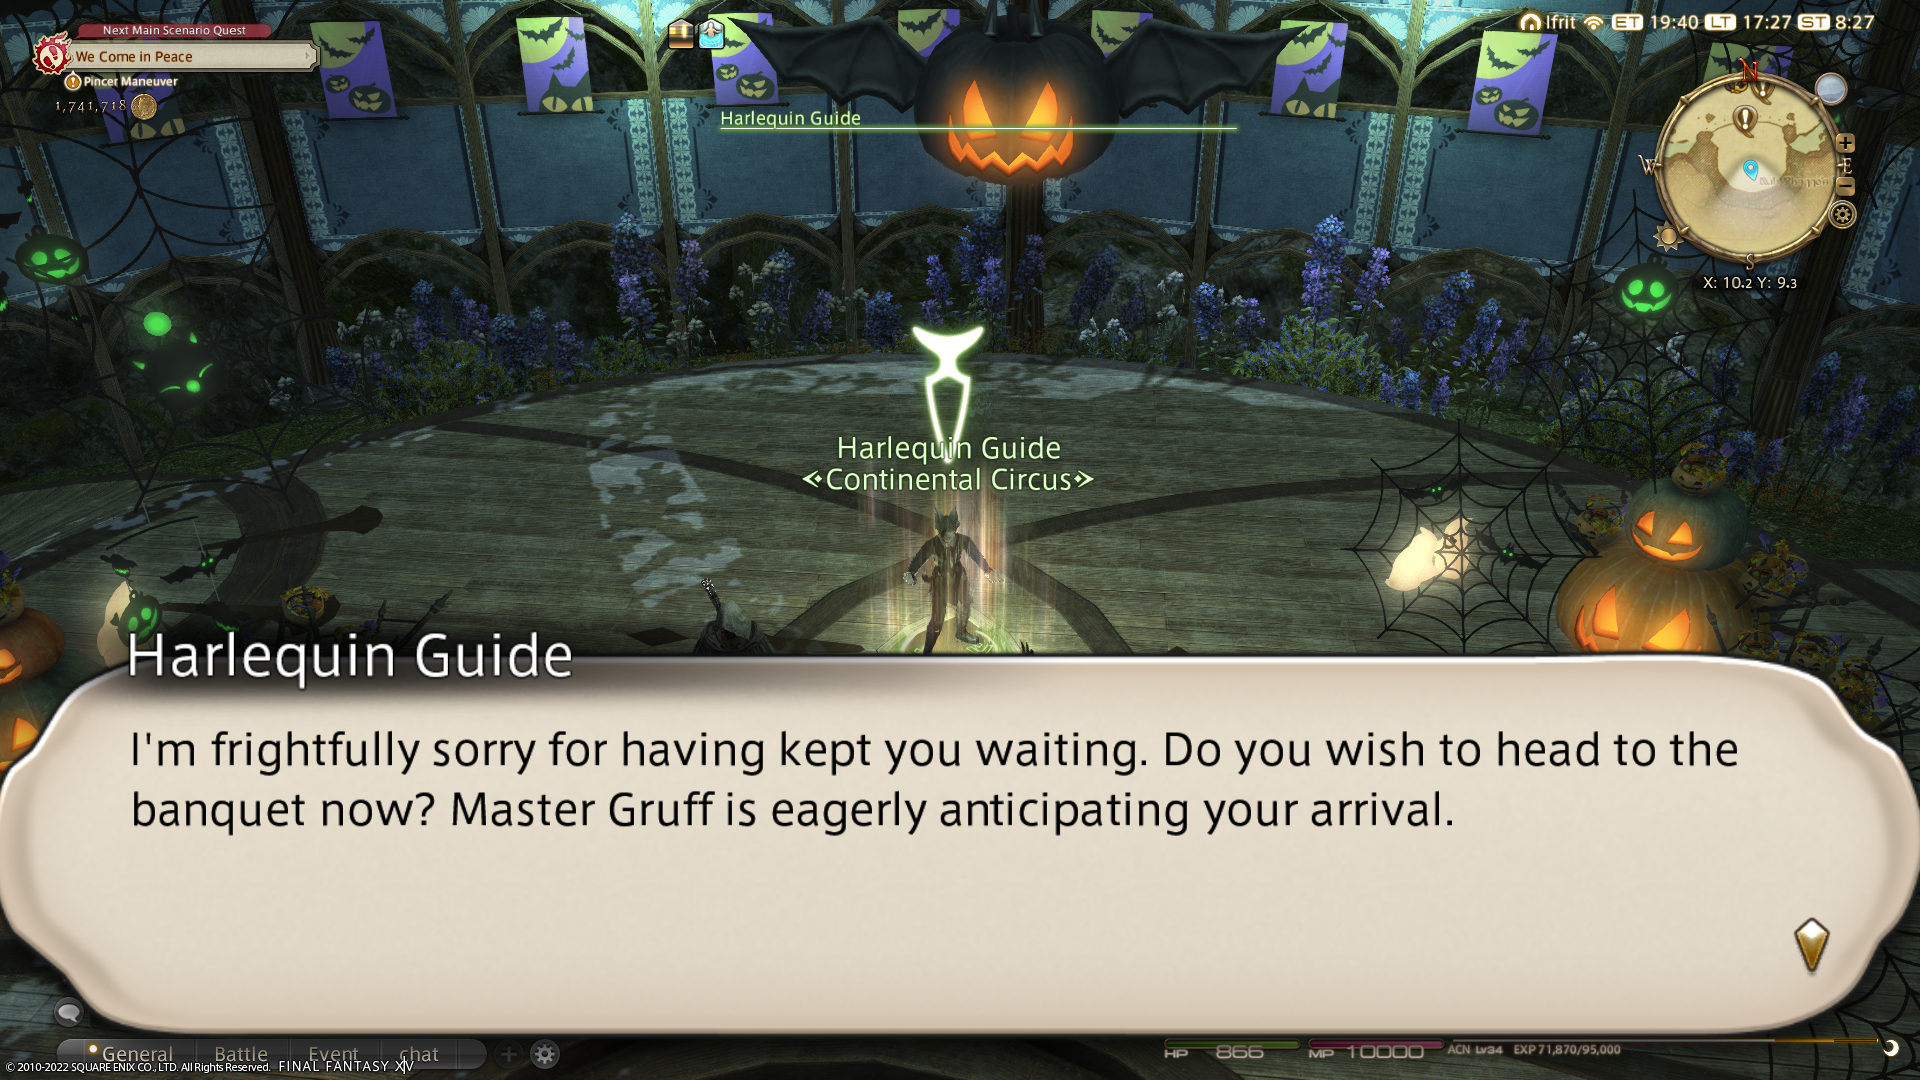 Next Main Scenario Quest
We Come in Peace
Pincer Maneuver
1,741,718
Ifrit ET 19:40 LT 17:27 ST 8:27
Harlequin Guide
N
W
E
S
X: 10.2 Y: 9.3
Harlequin Guide
Continental Circus
Harlequin Guide
I'm frightfully sorry for having kept you waiting. Do you wish to head to the
banquet now? Master Gruff is eagerly anticipating your arrival.
General Battle Event chat
HP 866 MP 10000 ACN Lv34 EXP 71,870/95,000
© 2010-2022 SQUARE ENIX CO., LTD. All Rights Reserved. FINAL FANTASY XIV